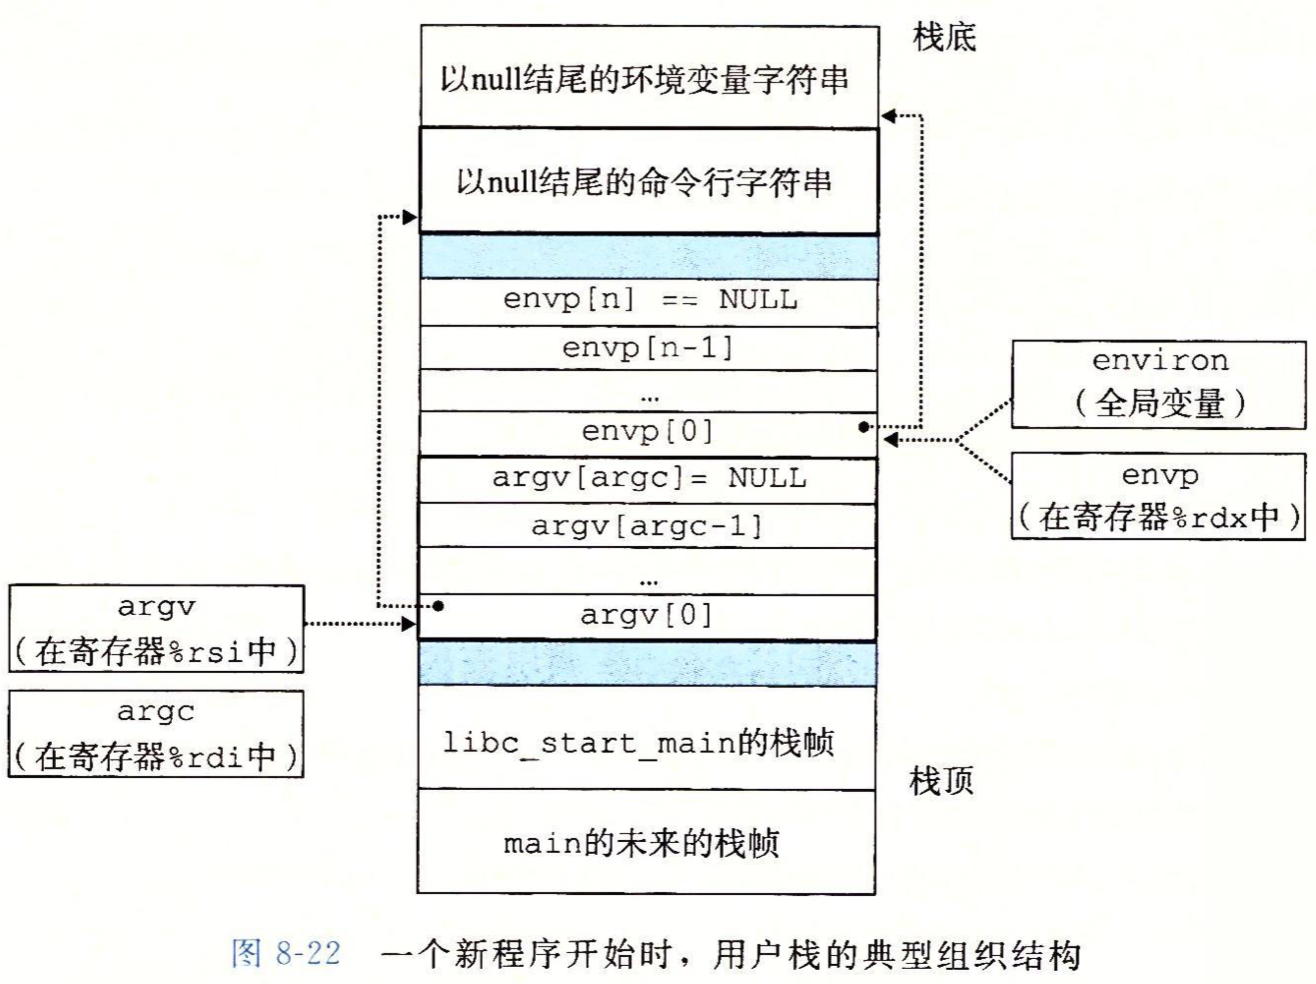 栈底
以null结尾的环境变量字符串
以null结尾的命令行字符串
envp[n] == NULL
envp[n-1]
…
envp[0]
environ
(全局变量)
envp
(在寄存器%rdx中)
argv[argc]= NULL
argv[argc-1]
…
argv[0]
argv
(在寄存器%rsi中)
argc
(在寄存器%rdi中)
libc_start_main的栈帧
栈顶
main的未来的栈帧
图 8-22 一个新程序开始时，用户栈的典型组织结构